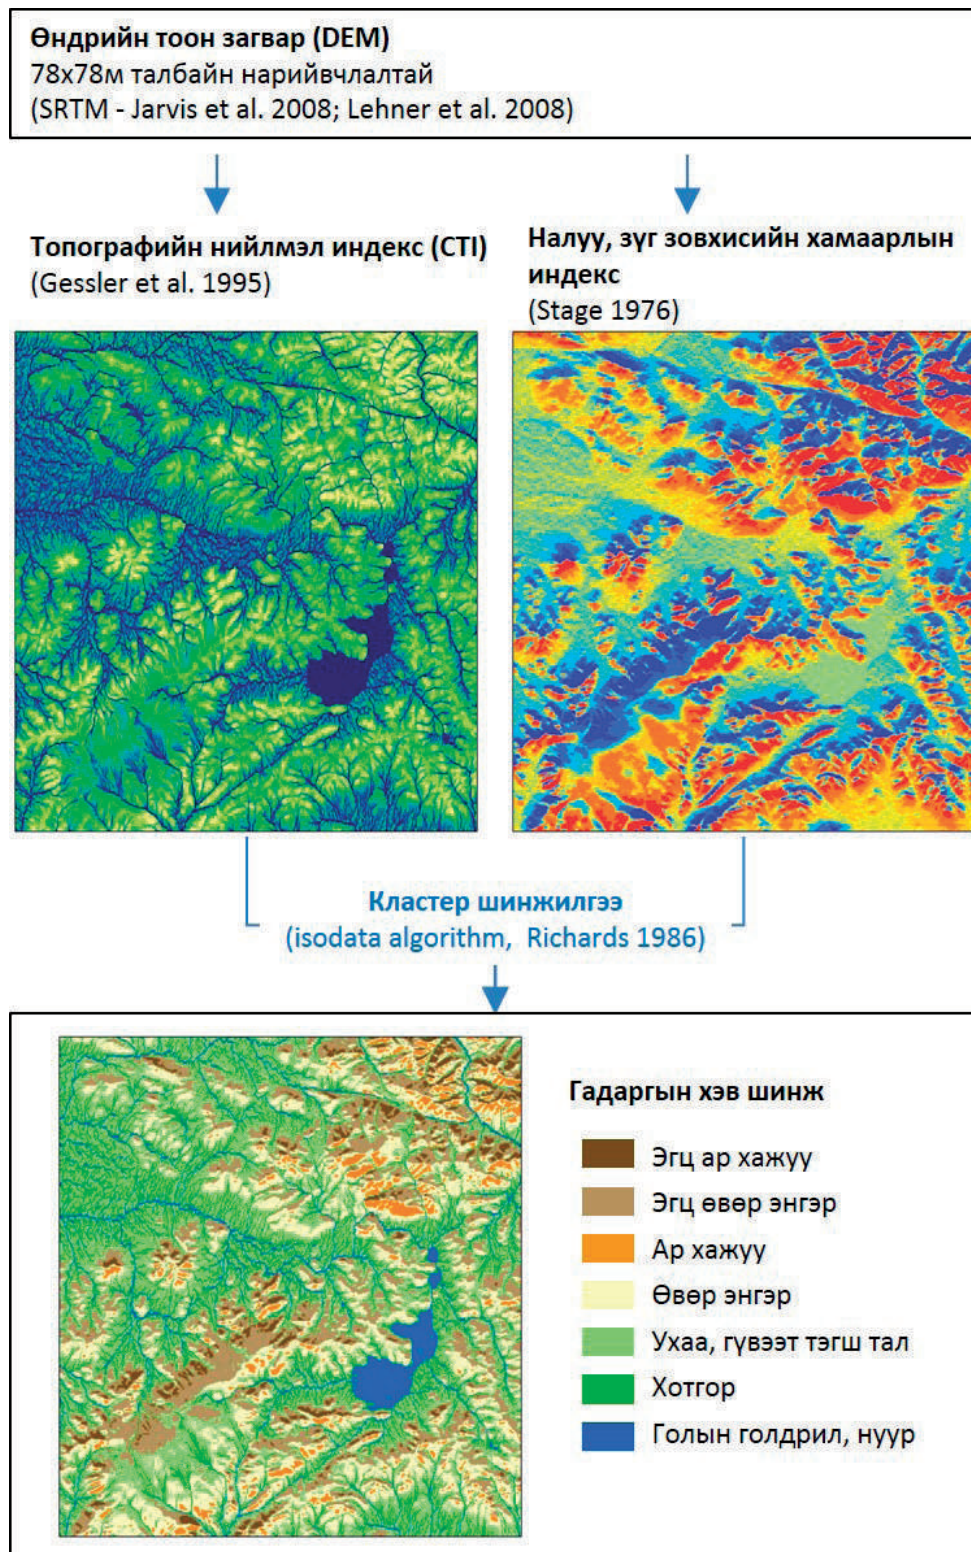 Өндрийн тоон загвар (DEM)
78х78м талбайн нарийвчлалтай
(SRTM - Jarvis et al. 2008; Lehner et al. 2008)
Топографийн нийлмэл индекс (CTI)
(Gessler et al. 1995)
Налуу, зүг зовхисийн хамаарлын
индекс
(Stage 1976)
Кластер шинжилгээ
(isodata algorithm, Richards 1986)
Гадаргын хэв шинж
Эгц ар хажуу
Эгц өвөр энгэр
Ар хажуу
Өвөр энгэр
Ухаа, гүвээт тэгш тал
Хотгор
Голын голдрил, нуур